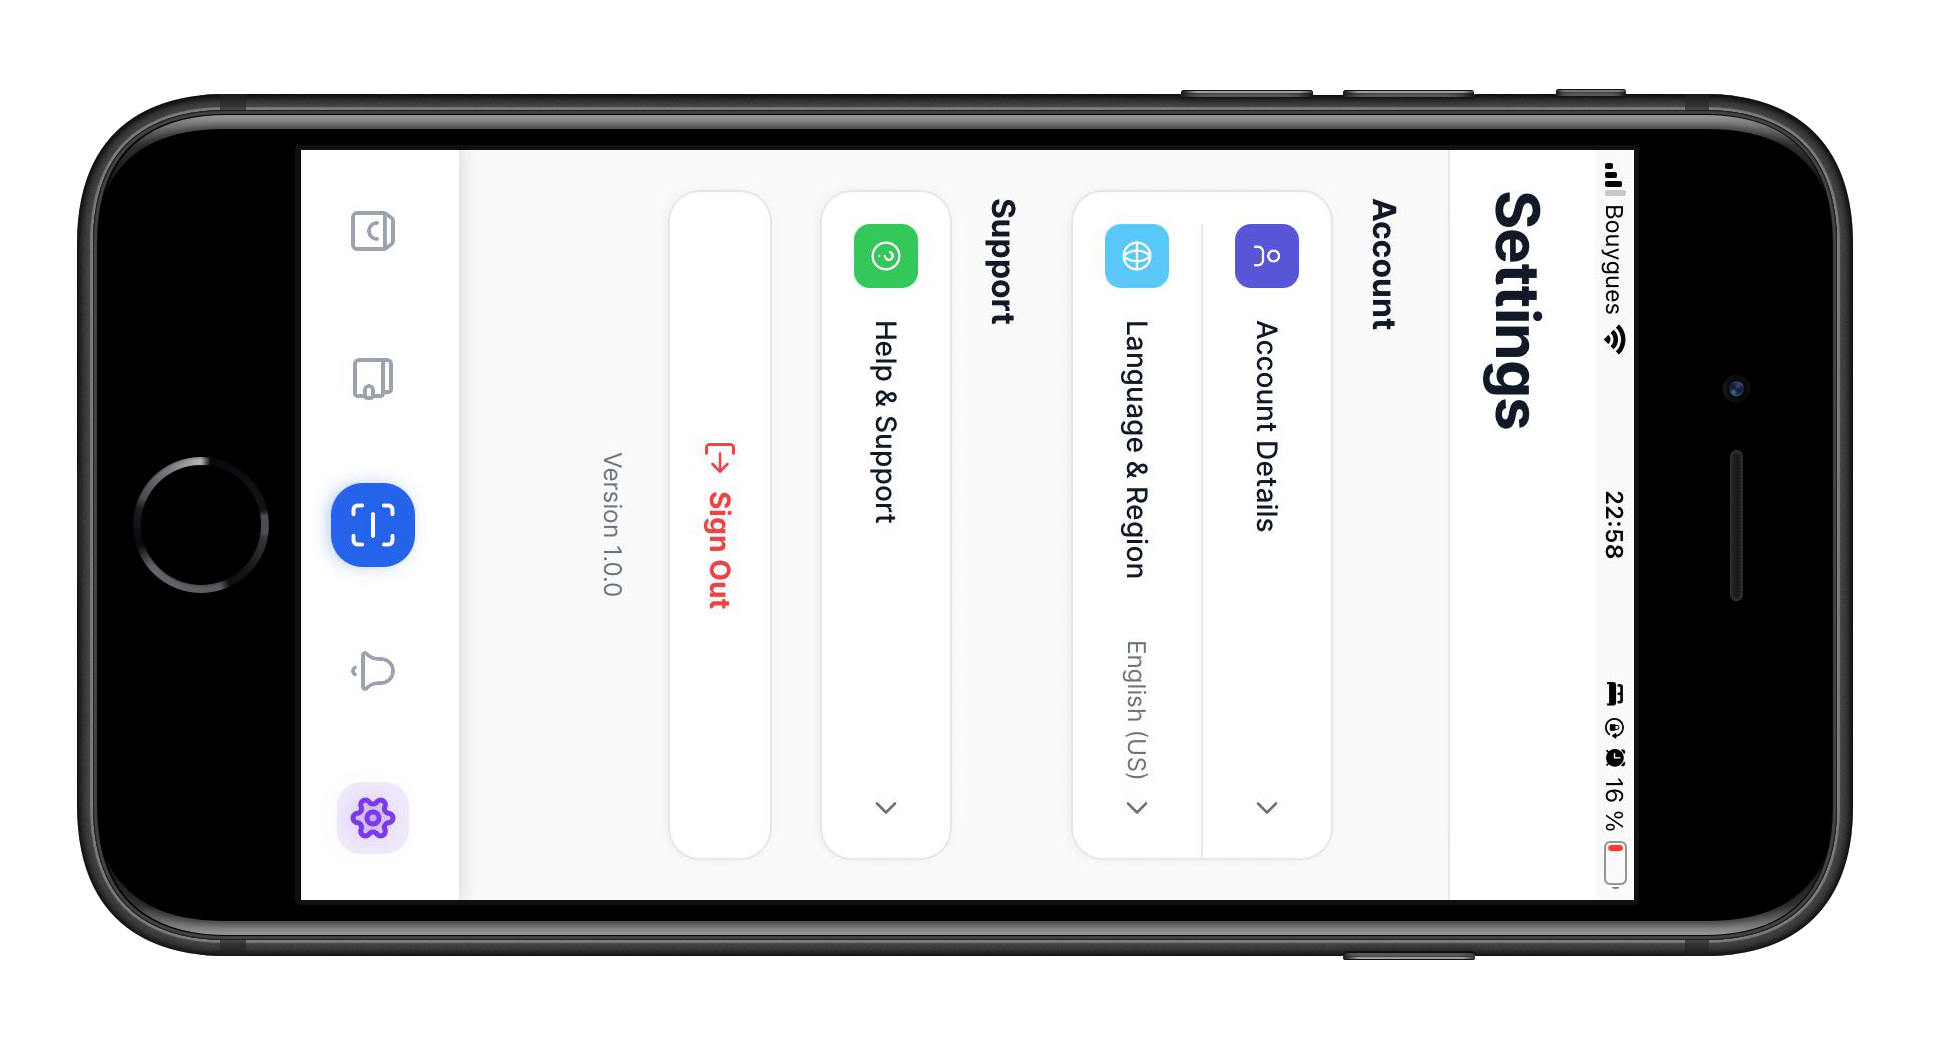 Bouygues 22:58 16 %
Settings
Account
Account Details
Language & Region English (US)
Support
Help & Support
Sign Out
Version 1.0.0